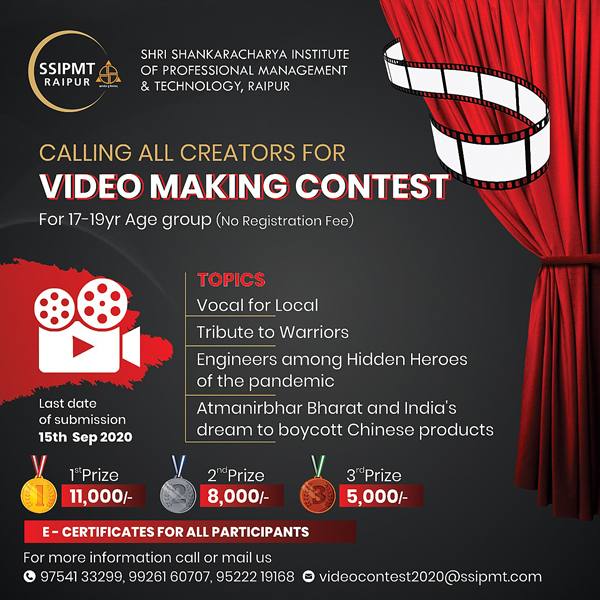 SSIPMT
RAIPUR
SHRI SHANKARACHARYA INSTITUTE
OF PROFESSIONAL MANAGEMENT
& TECHNOLOGY, RAIPUR
CALLING ALL CREATORS FOR
VIDEO MAKING CONTEST
For 17-19yr Age group (No Registration Fee)
TOPICS
Vocal for Local
Tribute to Warriors
Engineers among Hidden Heroes
of the pandemic
Atmanirbhar Bharat and India's
dream to boycott Chinese products
Last date
of submission
15th Sep 2020
1
1st Prize
11,000/-
2
2nd Prize
8,000/-
3
3rd Prize
5,000/-
E - CERTIFICATES FOR ALL PARTICIPANTS
For more information call or mail us
97541 33299, 99261 60707, 95222 19168 videocontest2020@ssipmt.com